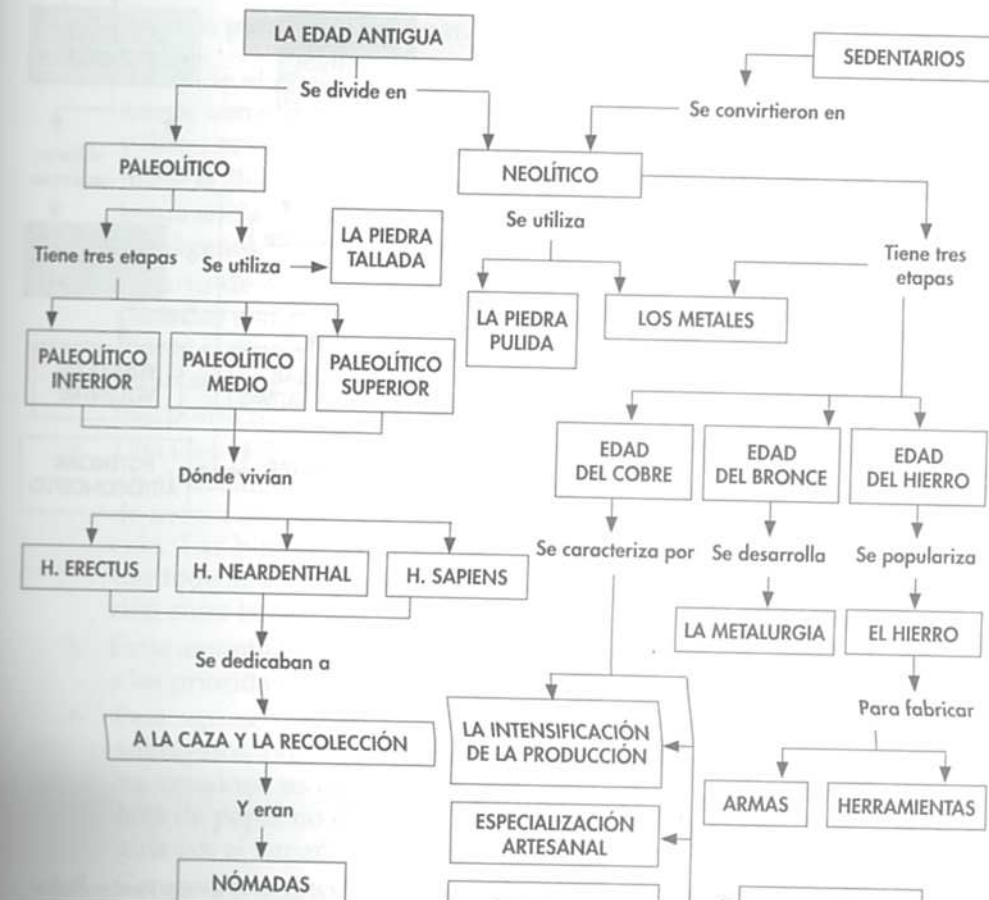 LA EDAD ANTIGUA
SEDENTARIOS
Se divide en
Se convirtieron en
PALEOLÍTICO
NEOLÍTICO
Tiene tres etapas
Se utiliza
LA PIEDRA
TALLADA
Se utiliza
Tiene tres
etapas
LA PIEDRA
PULIDA
LOS METALES
PALEOLÍTICO
INFERIOR
PALEOLÍTICO
MEDIO
PALEOLÍTICO
SUPERIOR
EDAD
DEL COBRE
EDAD
DEL BRONCE
EDAD
DEL HIERRO
Dónde vivían
Se caracteriza por
Se desarrolla
Se populariza
H. ERECTUS
H. NEARDENTHAL
H. SAPIENS
LA METALURGIA
EL HIERRO
Se dedicaban a
Para fabricar
A LA CAZA Y LA RECOLECCIÓN
LA INTENSIFICACIÓN
DE LA PRODUCCIÓN
ARMAS
HERRAMIENTAS
Y eran
ESPECIALIZACIÓN
ARTESANAL
NÓMADAS